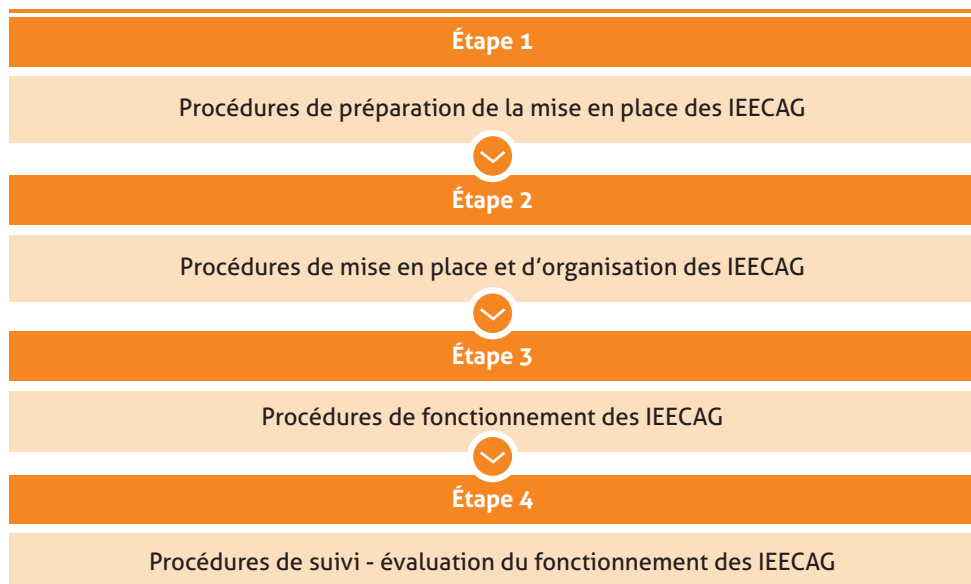 Étape 1
Procédures de préparation de la mise en place des IEECAG
Étape 2
Procédures de mise en place et d’organisation des IEECAG
Étape 3
Procédures de fonctionnement des IEECAG
Étape 4
Procédures de suivi - évaluation du fonctionnement des IEECAG